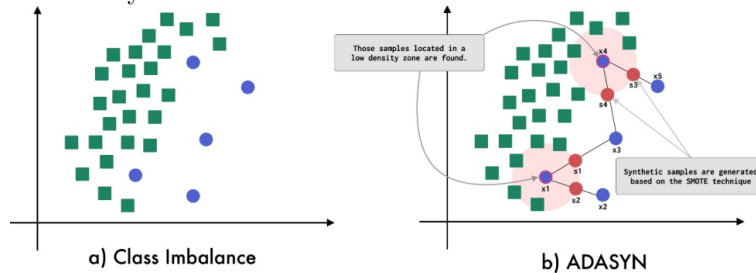 Those samples located in a
low density zone are found.
x4
s3
x5
s4
x3
s1
x1
s2
x2
Synthetic samples are generated
based on the SMOTE technique
a) Class Imbalance
b) ADASYN